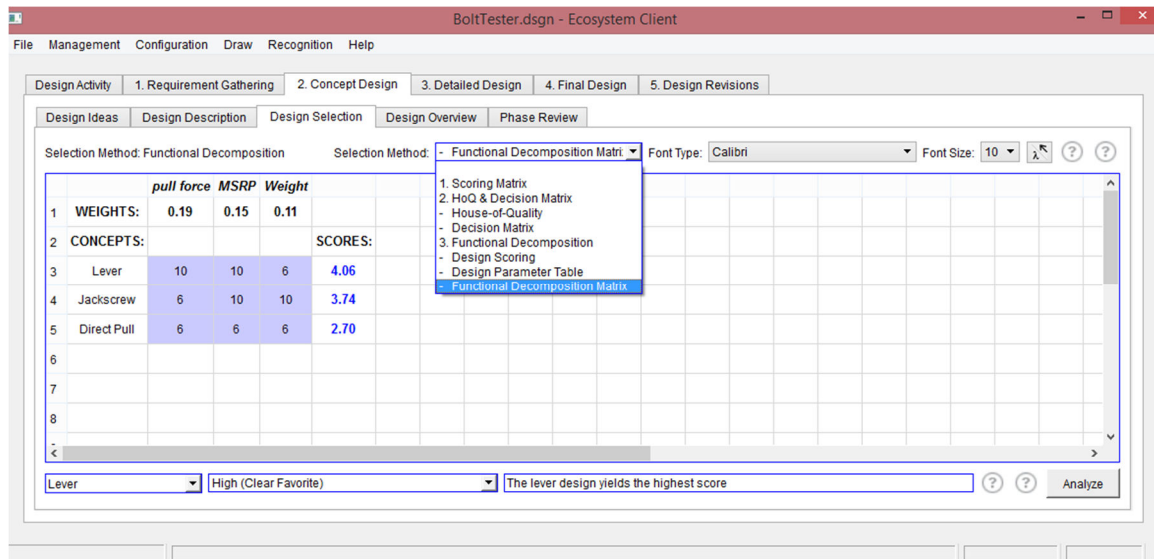 BoltTester.dsgn - Ecosystem Client
File Management Configuration Draw Recognition Help
Design Activity 1. Requirement Gathering 2. Concept Design 3. Detailed Design 4. Final Design 5. Design Revisions
Design Ideas Design Description Design Selection Design Overview Phase Review
Selection Method: Functional Decomposition Selection Method: - Functional Decomposition Matri: Font Type: Calibri Font Size: 10 λ ? ?
pull force MSRP Weight
1 WEIGHTS: 0.19 0.15 0.11
2 CONCEPTS: SCORES:
3 Lever 10 10 6 4.06
4 Jackscrew 6 10 10 3.74
5 Direct Pull 6 6 6 2.70
6
7
8
1. Scoring Matrix
2. HoQ & Decision Matrix
- House-of-Quality
- Decision Matrix
3. Functional Decomposition
- Design Scoring
- Design Parameter Table
- Functional Decomposition Matrix
Lever High (Clear Favorite) The lever design yields the highest score ? ? Analyze